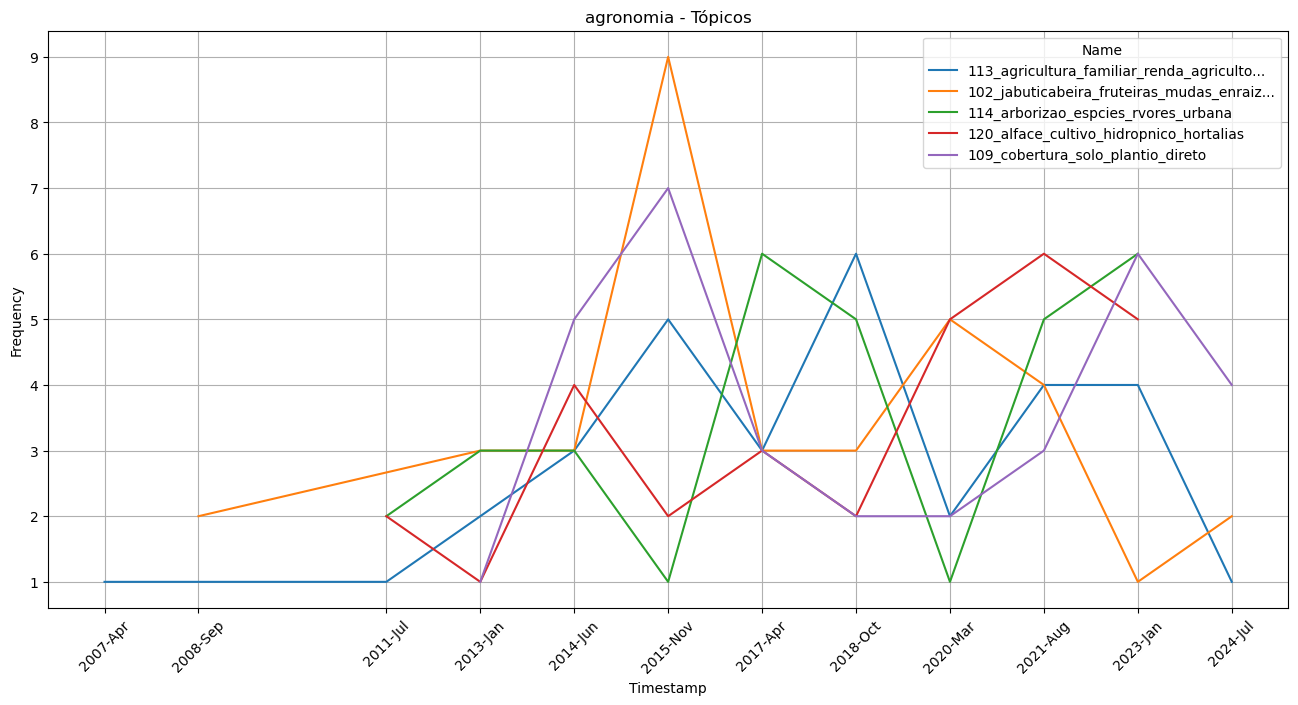 agronomia - Tópicos
Name
113_agricultura_familiar_renda_agriculto...
102_jabuticabeira_fruteiras_mudas_enraiz...
114_arborizao_espcies_rvores_urbana
120_alface_cultivo_hidropnico_hortalias
109_cobertura_solo_plantio_direto
Frequency
9
8
7
6
5
4
3
2
1
2007-Apr
2008-Sep
2011-Jul
2013-Jan
2014-Jun
2015-Nov
2017-Apr
2018-Oct
2020-Mar
2021-Aug
2023-Jan
2024-Jul
Timestamp